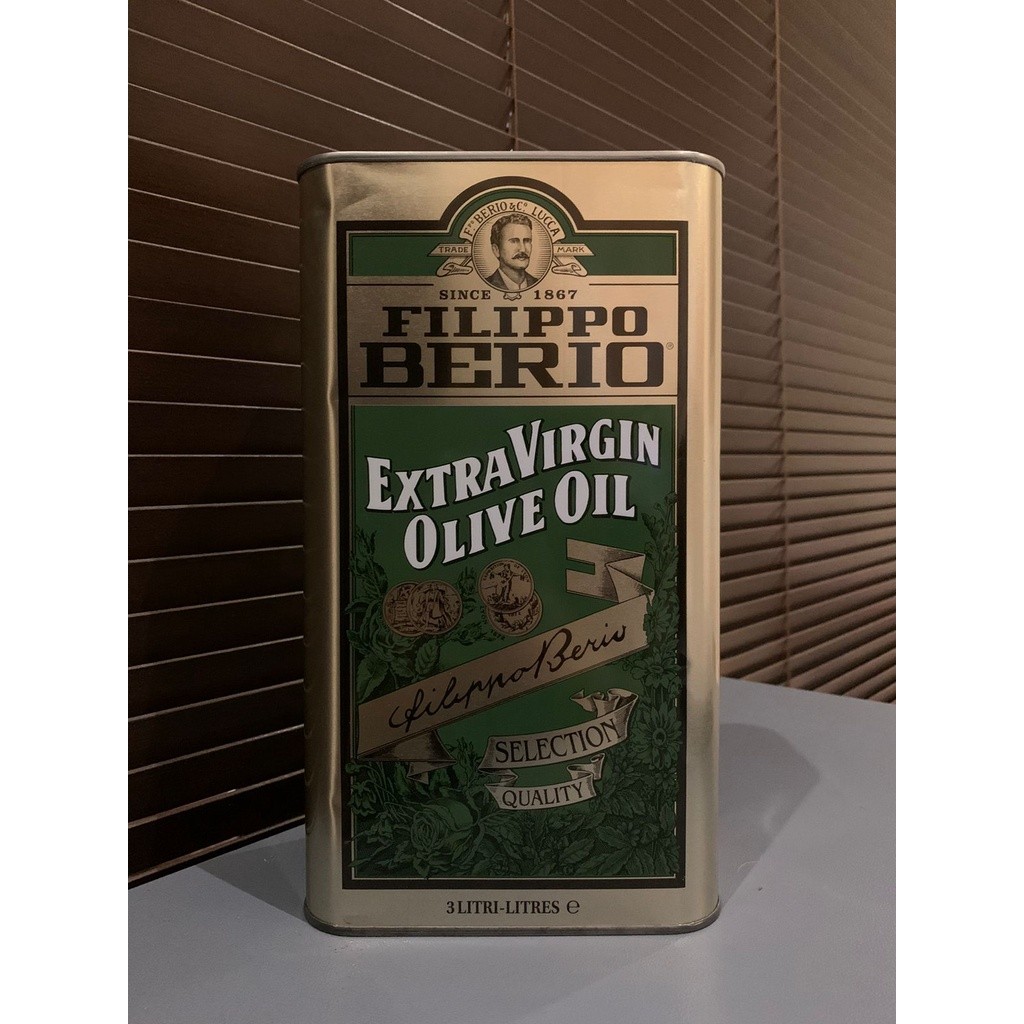 F.co BERIO & C.o LUCCA
TRADE MARK
SINCE 1867
FILIPPO
BERIO®
EXTRA VIRGIN
OLIVE OIL
Filippo Berio
SELECTION
QUALITY
3 LITRI-LITRES ℮